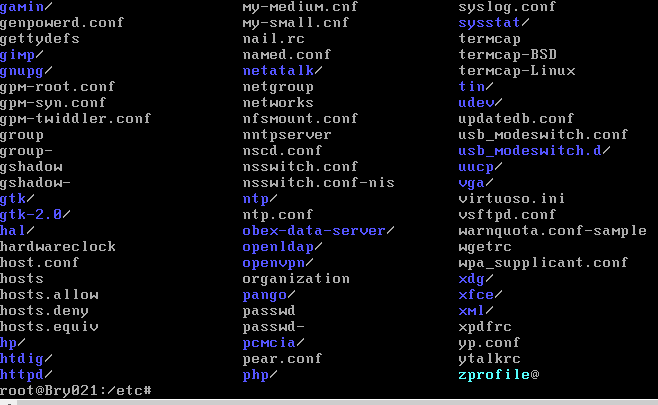 gamin/ my-medium.cnf syslog.conf
genpowerd.conf my-small.cnf sysstat/
gettydefs nail.rc termcap
gimp/ named.conf termcap-BSD
gnupg/ netatalk/ termcap-Linux
gpm-root.conf netgroup tin/
gpm-syn.conf networks udev/
gpm-twiddler.conf nfsmount.conf updatedb.conf
group nntpserver usb_modeswitch.conf
group- nscd.conf usb_modeswitch.d/
gshadow nsswitch.conf uucp/
gshadow- nsswitch.conf-nis vga/
gtk/ ntp/ virtuoso.ini
gtk-2.0/ ntp.conf vsftpd.conf
hal/ obex-data-server/ warnquota.conf-sample
hardwareclock openldap/ wgetrc
host.conf openvpn/ wpa_supplicant.conf
hosts organization xdg/
hosts.allow pango/ xfce/
hosts.deny passwd xml/
hosts.equiv passwd- xpdfrc
hp/ pcmcia/ yp.conf
htdig/ pear.conf ytalkrc
httpd/ php/ zprofile@
root@Bry021:/etc#